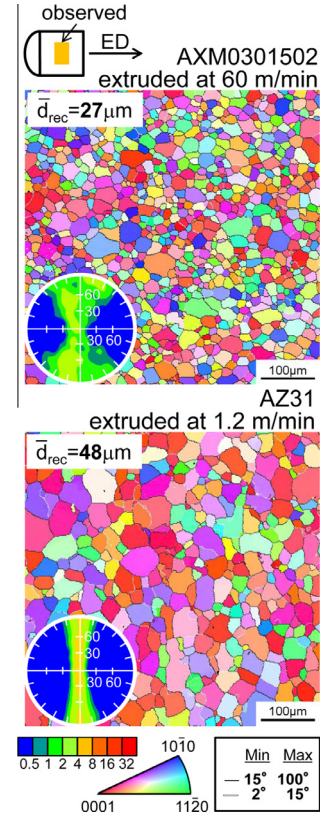 observed
ED
AXM0301502
extruded at 60 m/min
d̅rec=27μm
60
30
30 60
100μm
AZ31
extruded at 1.2 m/min
d̅rec=48μm
60
30
30 60
100μm
0.5 1 2 4 8 16 32
101̅0
0001 112̅0
Min Max
15° 100°
2° 15°